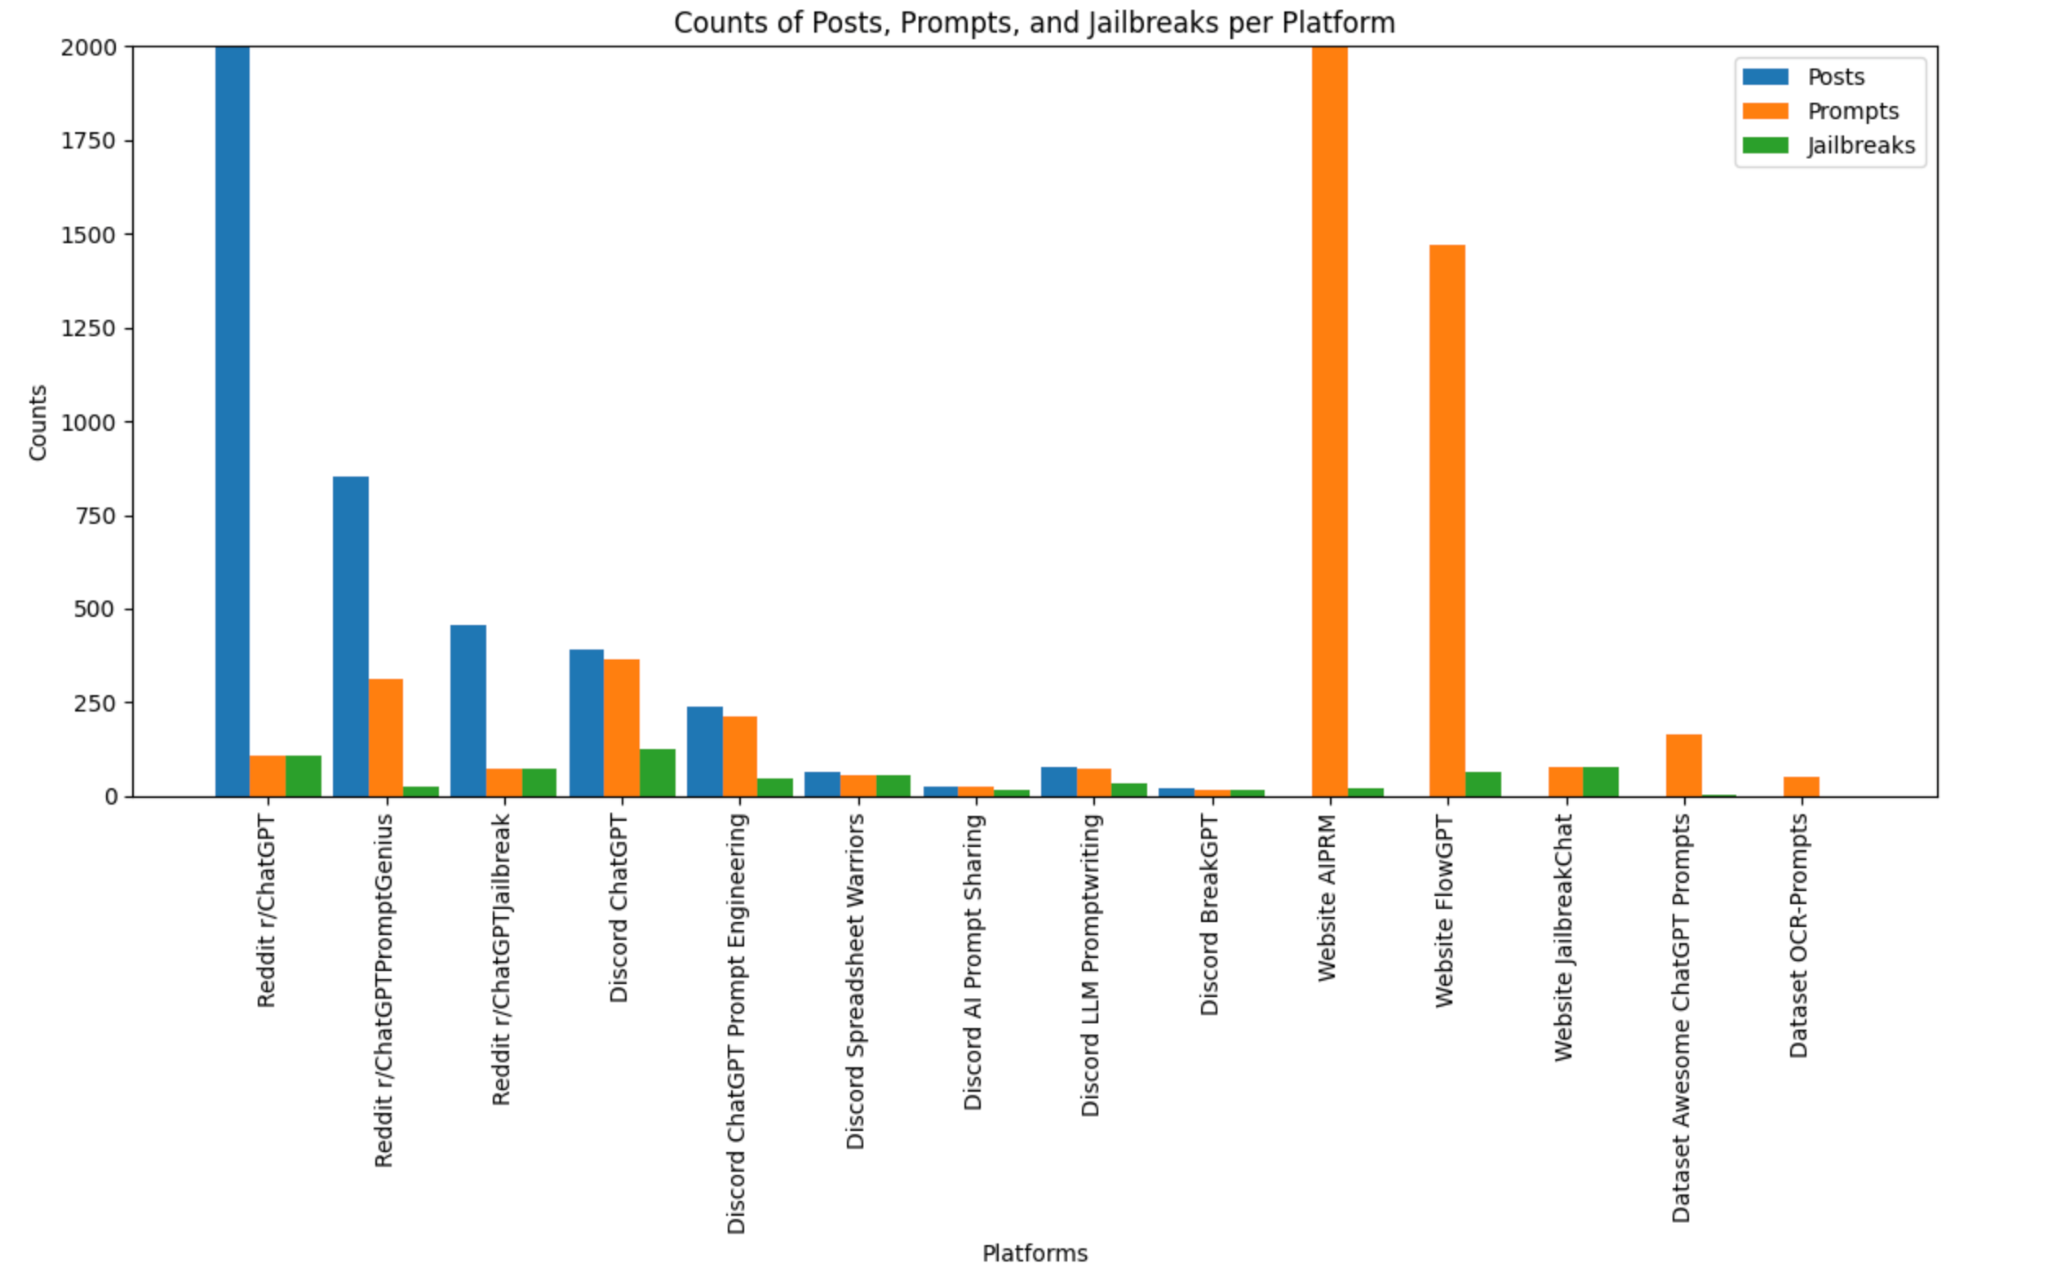 Counts of Posts, Prompts, and Jailbreaks per Platform
Posts
Prompts
Jailbreaks
2000
1750
1500
1250
1000
750
500
250
0
Counts
Reddit r/ChatGPT
Reddit r/ChatGPTPromptGenius
Reddit r/ChatGPTJailbreak
Discord ChatGPT
Discord ChatGPT Prompt Engineering
Discord Spreadsheet Warriors
Discord AI Prompt Sharing
Discord LLM Promptwriting
Discord BreakGPT
Website AIPRM
Website FlowGPT
Website JailbreakChat
Dataset Awesome ChatGPT Prompts
Dataset OCR-Prompts
Platforms